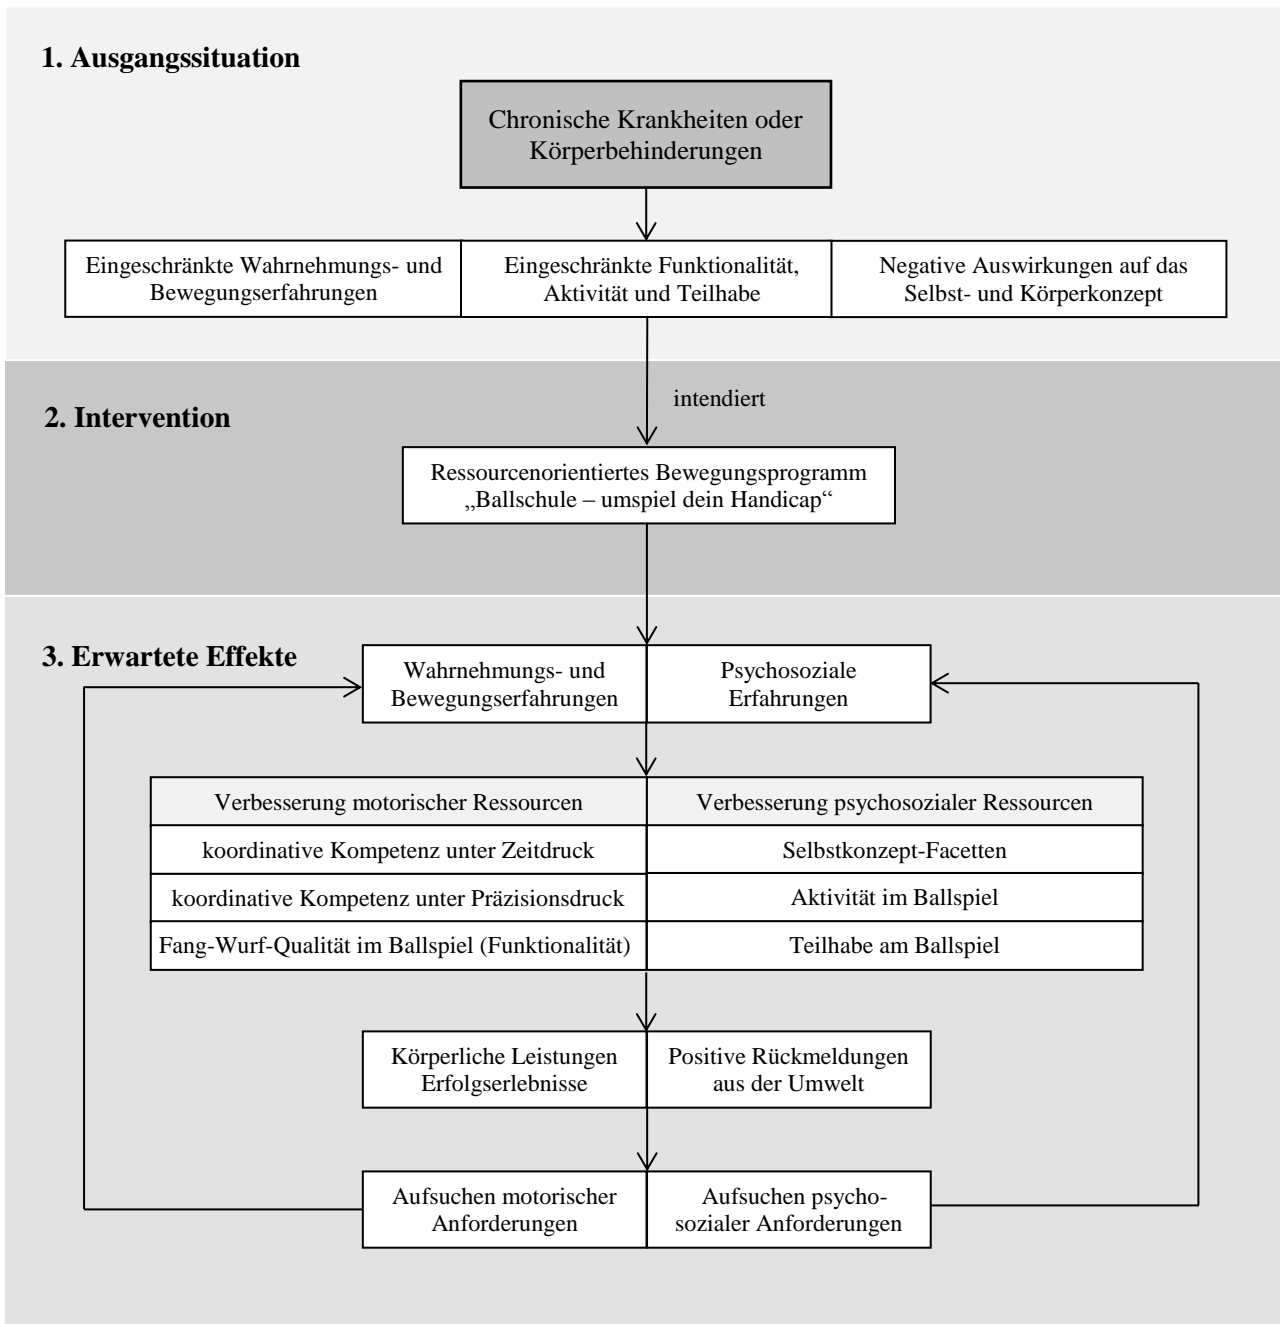 1. Ausgangssituation
Chronische Krankheiten oder
Körperbehinderungen
Eingeschränkte Wahrnehmungs- und
Bewegungserfahrungen
Eingeschränkte Funktionalität,
Aktivität und Teilhabe
Negative Auswirkungen auf das
Selbst- und Körperkonzept
intendiert
2. Intervention
Ressourcenorientiertes Bewegungsprogramm
„Ballschule – umspiel dein Handicap“
3. Erwartete Effekte
Wahrnehmungs- und
Bewegungserfahrungen
Psychosoziale
Erfahrungen
Verbesserung motorischer Ressourcen
Verbesserung psychosozialer Ressourcen
koordinative Kompetenz unter Zeitdruck
Selbstkonzept-Facetten
koordinative Kompetenz unter Präzisionsdruck
Aktivität im Ballspiel
Fang-Wurf-Qualität im Ballspiel (Funktionalität)
Teilhabe am Ballspiel
Körperliche Leistungen
Erfolgserlebnisse
Positive Rückmeldungen
aus der Umwelt
Aufsuchen motorischer
Anforderungen
Aufsuchen psycho-
sozialer Anforderungen